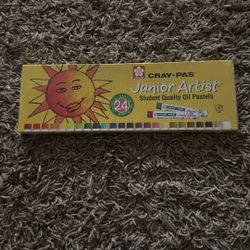 CRAY-PAS
Junior Artist
Student Quality Oil Pastels
24